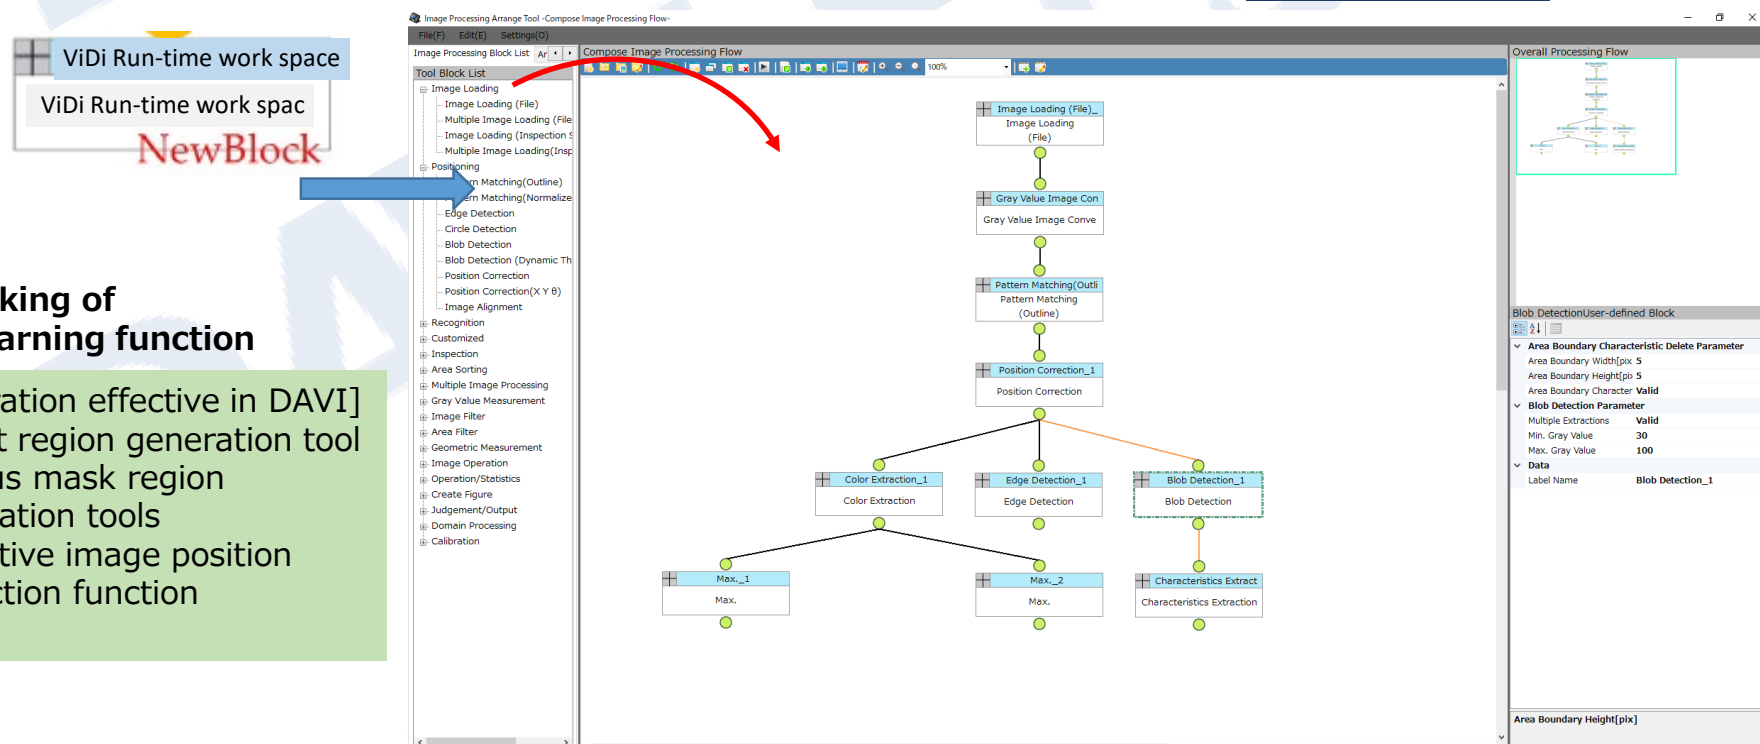 ViDi Run-time work space
ViDi Run-time work spac
NewBlock
king of
arning function
ration effective in DAVI]
t region generation tool
us mask region
ation tools
tive image position
ction function
Image Processing Arrange Tool -Compose Image Processing Flow-
File(F) Edit(E) Settings(O)
Image Processing Block List Ar
Tool Block List
Image Loading
Image Loading (File)
Multiple Image Loading (File
Image Loading (Inspection S
Multiple Image Loading(Insp
Positioning
rn Matching(Outline)
ern Matching(Normalize
Edge Detection
Circle Detection
Blob Detection
Blob Detection (Dynamic Th
Position Correction
Position Correction(X Y θ)
Image Alignment
Recognition
Customized
Inspection
Area Sorting
Multiple Image Processing
Gray Value Measurement
Image Filter
Area Filter
Geometric Measurement
Image Operation
Operation/Statistics
Create Figure
Judgement/Output
Domain Processing
Calibration
Compose Image Processing Flow
100%
Image Loading (File)_
Image Loading
(File)
Gray Value Image Con
Gray Value Image Conve
Pattern Matching(Outli
Pattern Matching
(Outline)
Position Correction_1
Position Correction
Color Extraction_1
Color Extraction
Edge Detection_1
Edge Detection
Blob Detection_1
Blob Detection
Max._1
Max.
Max._2
Max.
Characteristics Extract
Characteristics Extraction
Overall Processing Flow
Blob DetectionUser-defined Block
Area Boundary Characteristic Delete Parameter
Area Boundary Width[pix 5
Area Boundary Height[pi 5
Area Boundary Character Valid
Blob Detection Parameter
Multiple Extractions Valid
Min. Gray Value 30
Max. Gray Value 100
Data
Label Name Blob Detection_1
Area Boundary Height[pix]